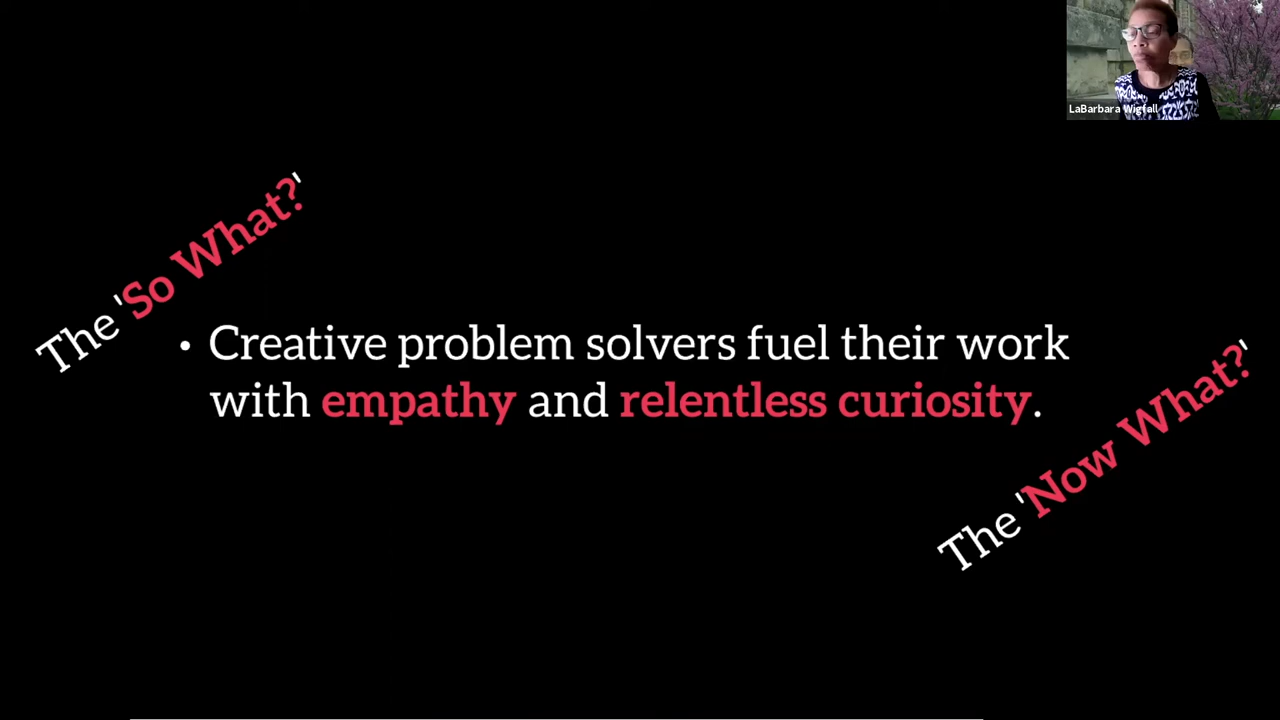 LaBarbara Wigfall
The 'So What?'
• Creative problem solvers fuel their work
with empathy and relentless curiosity.
The 'Now What?'